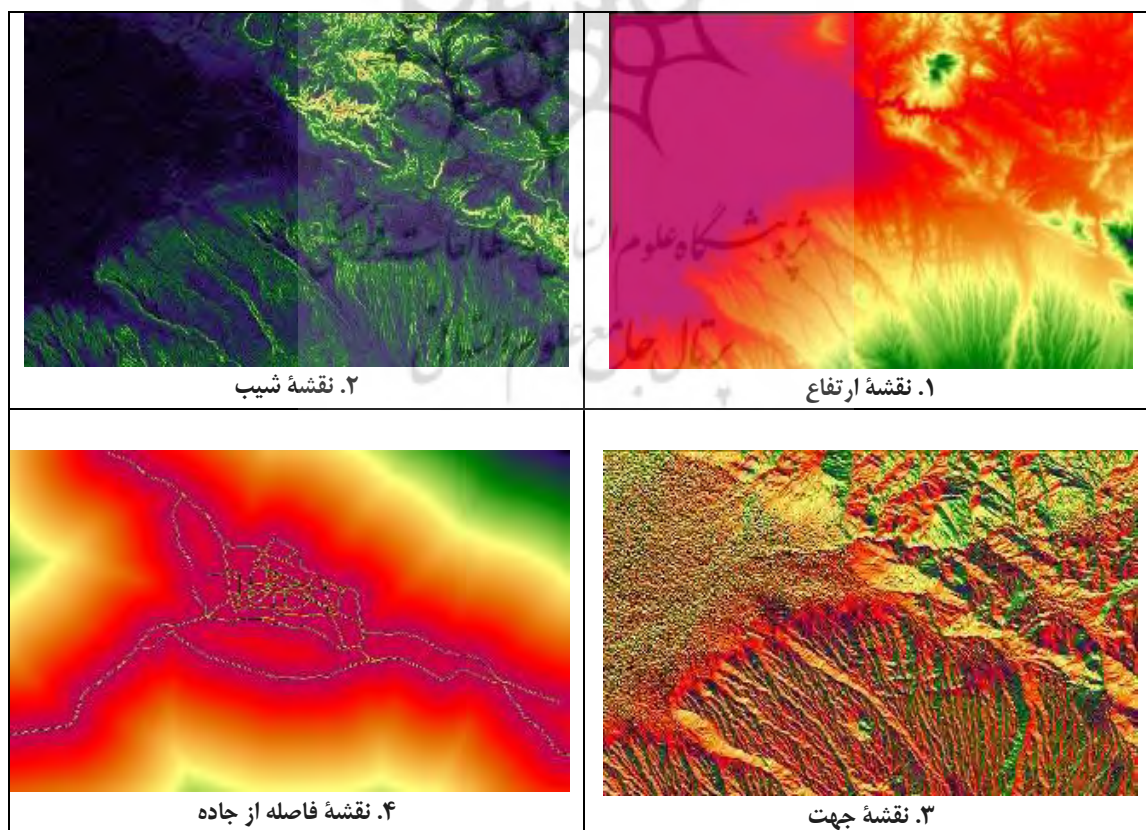 ۱. نقشهٔ ارتفاع
۲. نقشهٔ شیب
۳. نقشهٔ جهت
۴. نقشهٔ فاصله از جاده